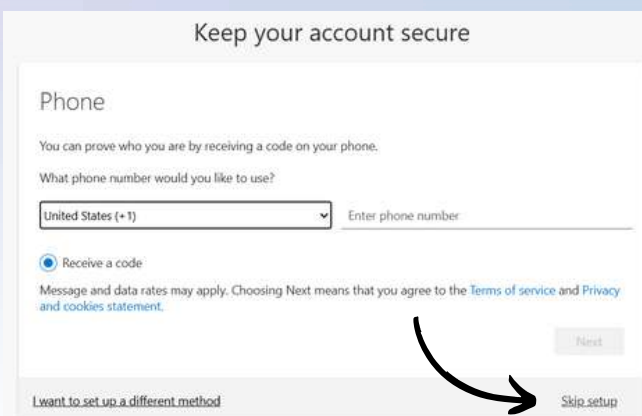 Keep your account secure
Phone
You can prove who you are by receiving a code on your phone.
What phone number would you like to use?
United States (+1) Enter phone number
Receive a code
Message and data rates may apply. Choosing Next means that you agree to the Terms of service and Privacy
and cookies statement.
Next
I want to set up a different method Skip setup